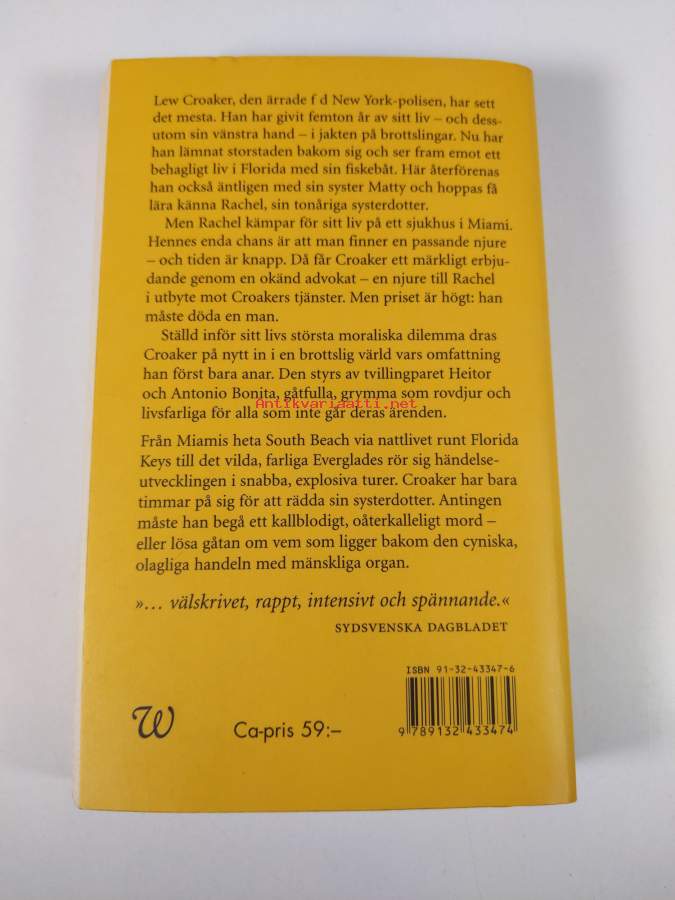 Lew Croaker, den ärrade f d New York-polisen, har sett
det mesta. Han har givit femton år av sitt liv – och dess-
utom sin vänstra hand – i jakten på brottslingar. Nu har
han lämnat storstaden bakom sig och ser fram emot ett
behagligt liv i Florida med sin fiskebåt. Här återförenas
han också äntligen med sin syster Matty och hoppas få
lära känna Rachel, sin tonåriga systerdotter.
Men Rachel kämpar för sitt liv på ett sjukhus i Miami.
Hennes enda chans är att man finner en passande njure
– och tiden är knapp. Då får Croaker ett märkligt erbju-
dande genom en okänd advokat – en njure till Rachel
i utbyte mot Croakers tjänster. Men priset är högt: han
måste döda en man.
Ställd inför sitt livs största moraliska dilemma dras
Croaker på nytt in i en brottslig värld vars omfattning
han först bara anar. Den styrs av tvillingparet Heitor
och Antonio Bonita, gåtfulla, grymma som rovdjur och
Antikvariaatti.net
livsfarliga för alla som inte går deras ärenden.
Från Miamis heta South Beach via nattlivet runt Florida
Keys till det vilda, farliga Everglades rör sig händelse-
utvecklingen i snabba, explosiva turer. Croaker har bara
timmar på sig för att rädda sin systerdotter. Antingen
måste han begå ett kallblodigt, oåterkalleligt mord –
eller lösa gåtan om vem som ligger bakom den cyniska,
olagliga handeln med mänskliga organ.
»… välskrivet, rappt, intensivt och spännande.«
SYDSVENSKA DAGBLADET
ISBN 91-32-43347-6
W
Ca-pris 59:–
9 789132 433474